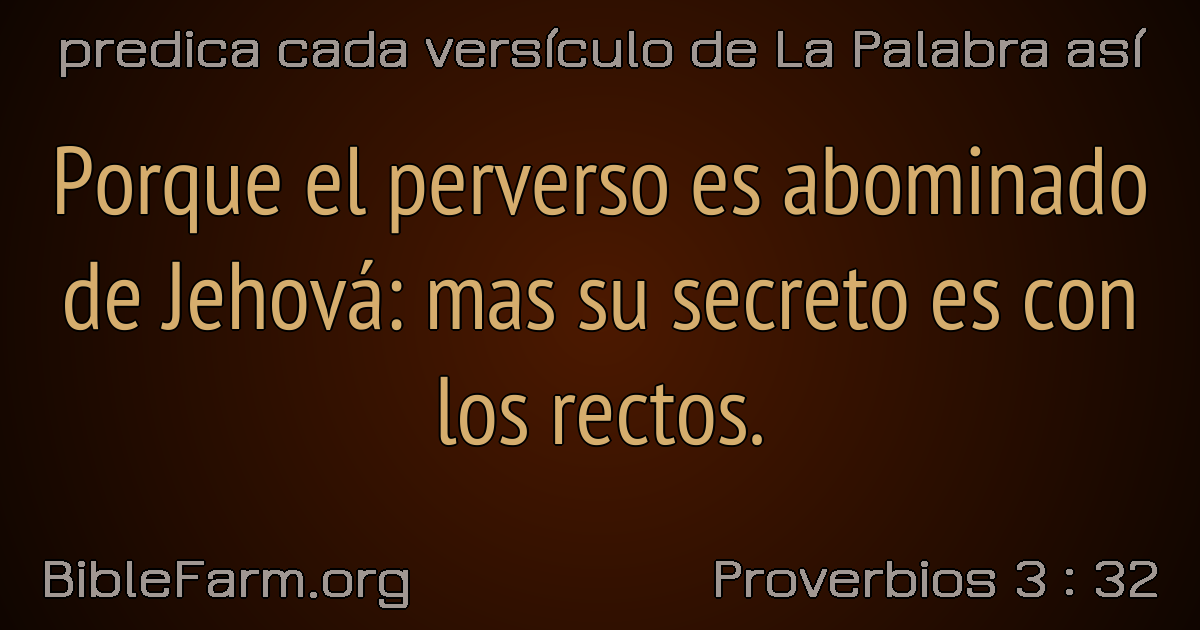 predica cada versículo de La Palabra así
Porque el perverso es abominado
de Jehová: mas su secreto es con
los rectos.
BibleFarm.org
Proverbios 3 : 32